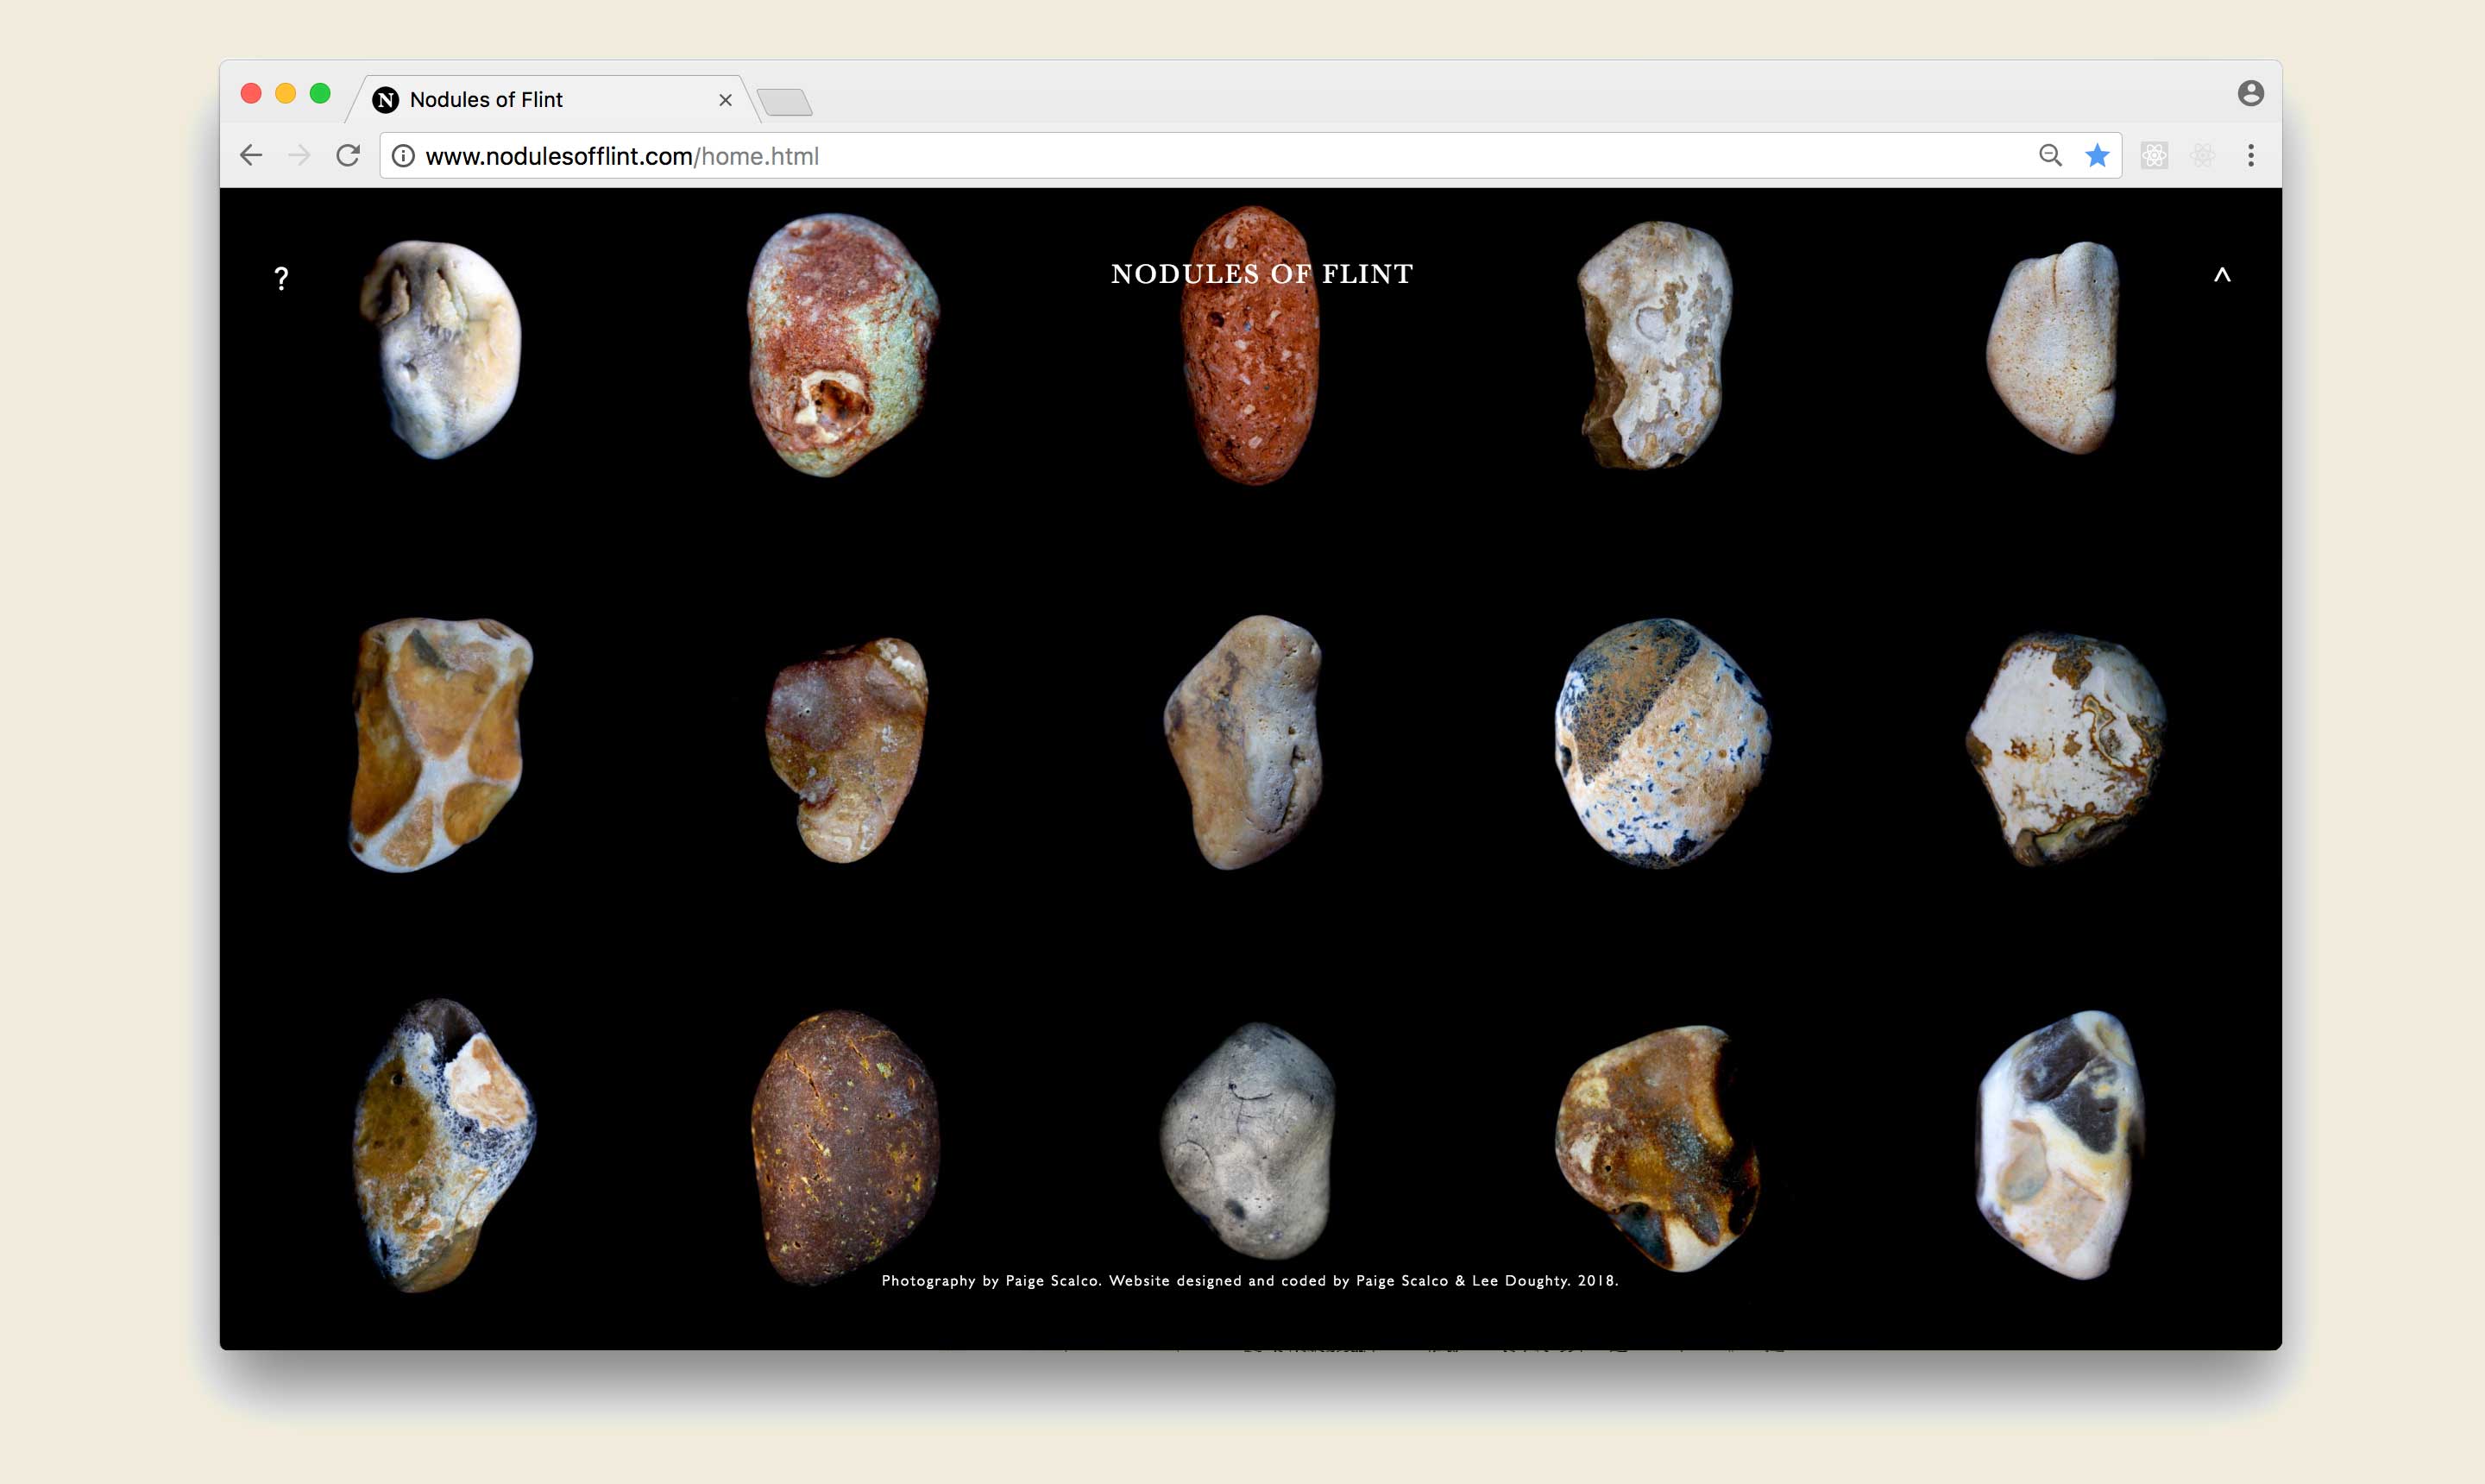 N Nodules of Flint
www.nodulesofflint.com/home.html
?
NODULES OF FLINT
^
Photography by Paige Scalco. Website designed and coded by Paige Scalco & Lee Doughty. 2018.